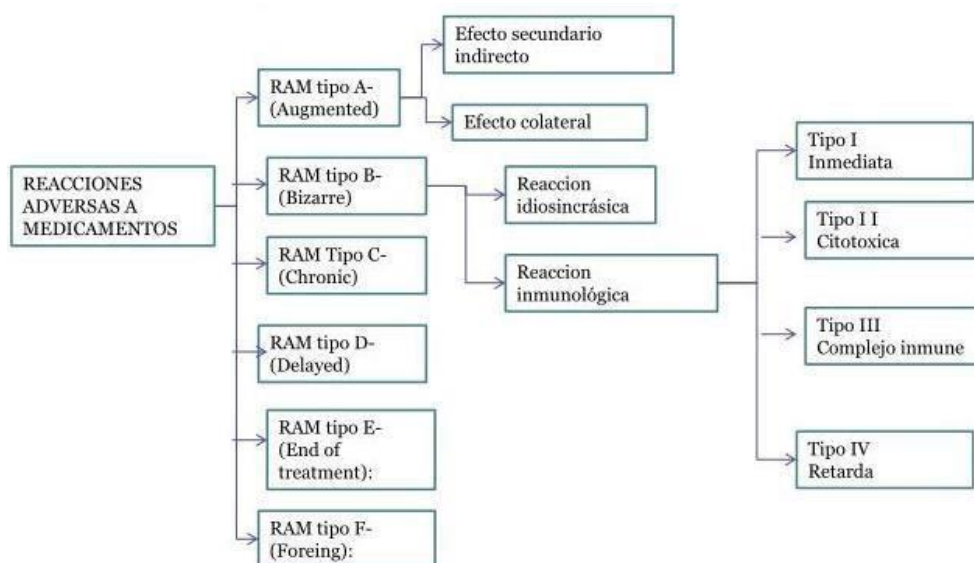 REACCIONES
ADVERSAS A
MEDICAMENTOS
RAM tipo A-
(Augmented)
Efecto secundario
indirecto
Efecto colateral
RAM tipo B-
(Bizarre)
Reaccion
idiosincrásica
Reaccion
inmunológica
Tipo I
Inmediata
Tipo I I
Citotoxica
Tipo III
Complejo inmune
Tipo IV
Retarda
RAM Tipo C-
(Chronic)
RAM tipo D-
(Delayed)
RAM tipo E-
(End of
treatment):
RAM tipo F-
(Foreing):